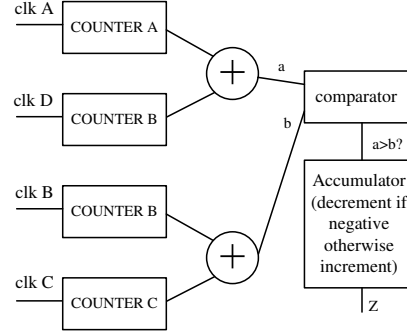 clk A
COUNTER A
clk D
COUNTER B
+
a
comparator
b
a>b?
clk B
COUNTER B
clk C
COUNTER C
+
Accumulator
(decrement if
negative
otherwise
increment)
Z